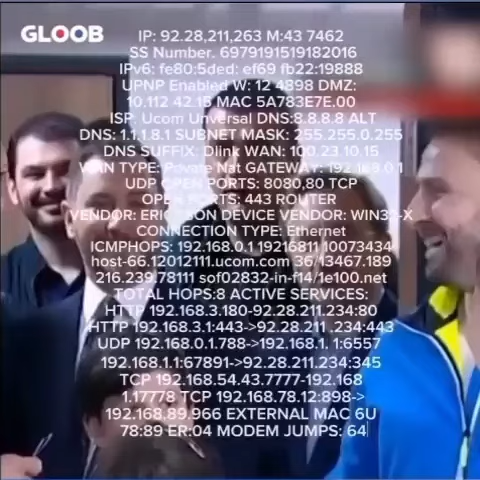 GLOOB
IP: 92.28,211,263 M:43 7462
SS Number. 69791915191​82016
IPv6: fe80:5ded: ef69 fb22:19888
UPNP Enabled W: 12 4898 DMZ:
10.112 42.15 MAC 5A783E7E.00
ISP. Ucom Unversal DNS:8.8.8.8 ALT
DNS: 1.1.1.8.1 SUBNET MASK: 255.255.0.255
DNS SUFFIX: Dlink WAN: 100.23 10.15
WAN TYPE: Private Nat GATEWAY: 192.169.0.1
UDP OPEN PORTS: 8080,80 TCP
OPEN PORTS: 443 ROUTER
VENDOR: ERICSSON DEVICE VENDOR: WIN32-X
CONNECTION TYPE: Ethernet
ICMPHOPS: 192.168.0.1 19216811 10073434
host-66.12012111.ucom.com 36/13467.189
216.239.78111 sof02832-in-f14/1e100.net
TOTAL HOPS:8 ACTIVE SERVICES:
HTTP 192.168.3.180-92.28.211.234:80
HTTP 192.168.3.1:443->92.28.211 .234:443
UDP 192.168.0.1.788->192.168.1. 1:6557
192.168.1.1:67891->92.28.211.234:345
TCP 192.168.54.43.7777-192.168
1.17778 TCP 192.168.78.12:898->
192.168.89.966 EXTERNAL MAC 6U
78:89 ER:04 MODEM JUMPS: 64